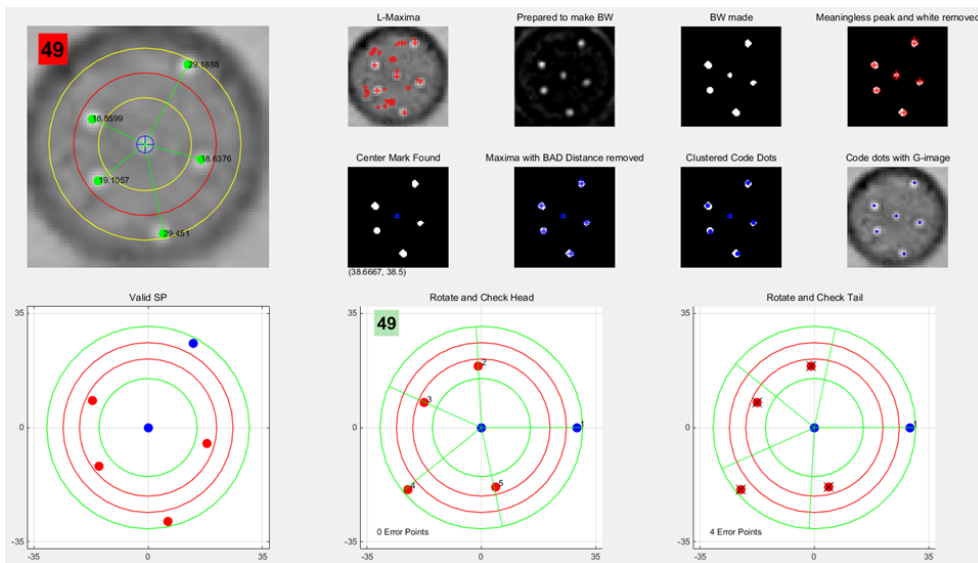 49
29.1888
18.8599
18.6376
19.1057
29.451
L-Maxima
Prepared to make BW
BW made
Meaningless peak and white removed
Center Mark Found
Maxima with BAD Distance removed
Clustered Code Dots
Code dots with G-image
(38.6667, 38.5)
Valid SP
35
0
-35
-35
0
35
Rotate and Check Head
49
35
0
-35
2
3
1
4
5
0 Error Points
-35
0
35
Rotate and Check Tail
35
0
-35
1
4 Error Points
-35
0
35